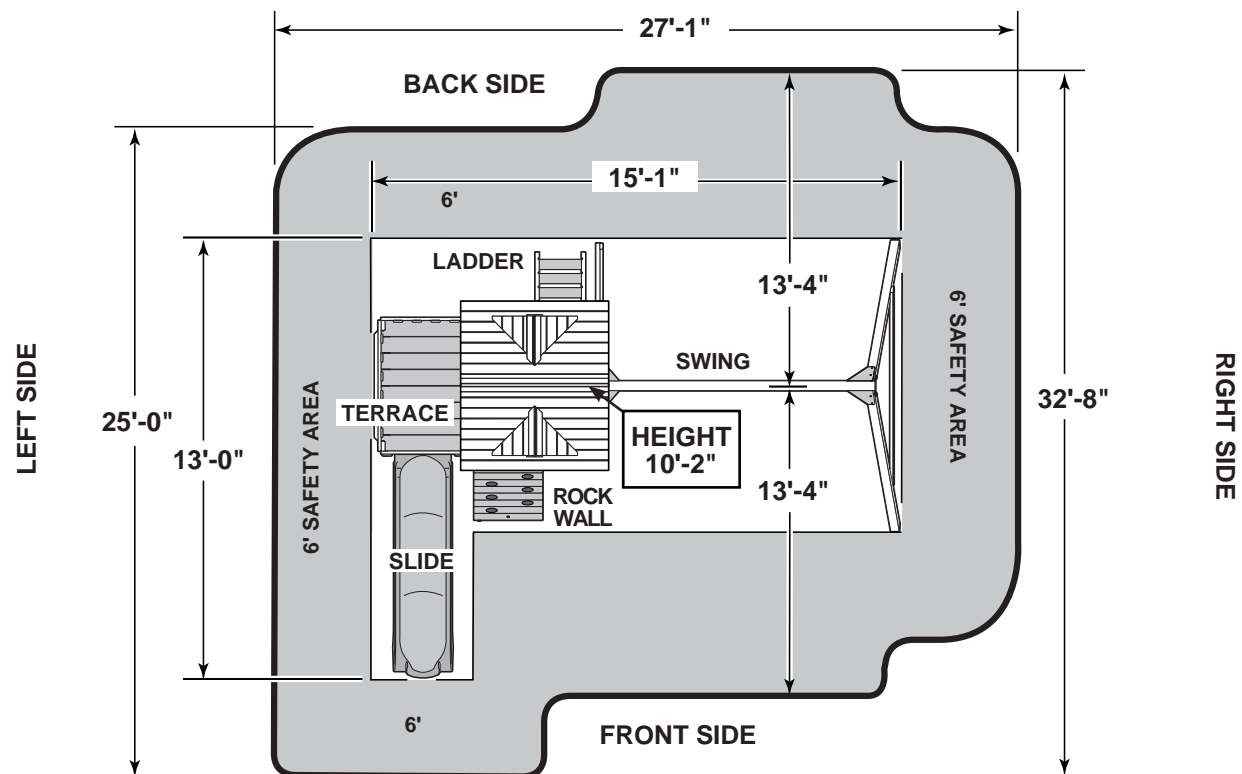 27'-1"
BACK SIDE
15'-1"
6'
LADDER
13'-4"
SWING
6' SAFETY AREA
LEFT SIDE
RIGHT SIDE
25'-0"
13'-0"
6' SAFETY AREA
TERRACE
32'-8"
HEIGHT
10'-2"
13'-4"
ROCK
WALL
SLIDE
6'
FRONT SIDE